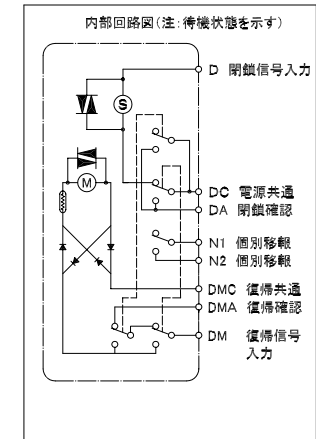 内部回路図(注:待機状態を示す)
D 閉鎖信号入力
S
M
DC 電源共通
DA 閉鎖確認
N1 個別移報
N2 個別移報
DMC 復帰共通
DMA 復帰確認
DM 復帰信号
入力